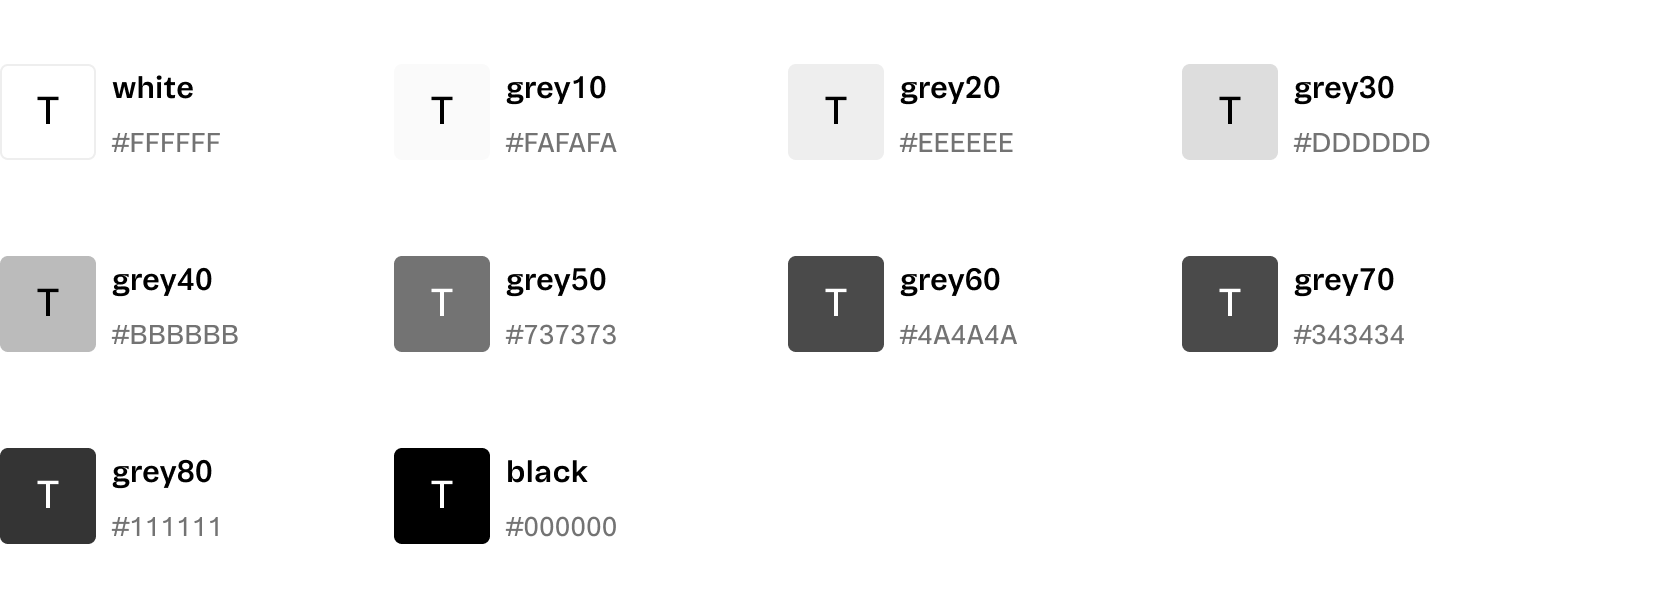 T
white
#FFFFFF
T
grey10
#FAFAFA
T
grey20
#EEEEEE
T
grey30
#DDDDDD
T
grey40
#BBBBBB
T
grey50
#737373
T
grey60
#4A4A4A
T
grey70
#343434
T
grey80
#111111
T
black
#000000